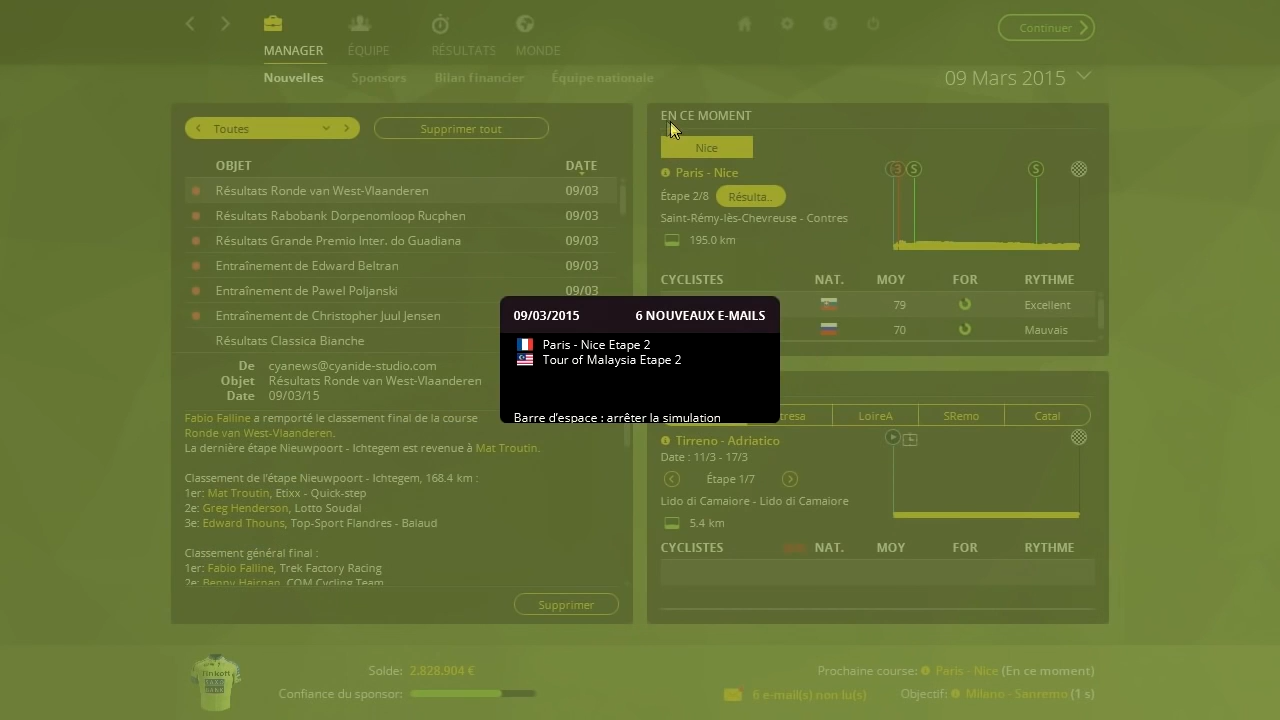 MANAGER ÉQUIPE RÉSULTATS MONDE
Continuer
Nouvelles Sponsors Bilan financier Équipe nationale
09 Mars 2015
Toutes
Supprimer tout
OBJET DATE
Résultats Ronde van West-Vlaanderen 09/03
Résultats Rabobank Dorpenomloop Rucphen 09/03
Résultats Grande Premio Inter. do Guadiana 09/03
Entraînement de Edward Beltran 09/03
Entraînement de Pawel Poljanski 09/03
Entraînement de Christopher Juul Jensen
Résultats Classica Bianche
De cyanews@cyanide-studio.com
Objet Résultats Ronde van West-Vlaanderen
Date 09/03/15
Fabio Falline a remporté le classement final de la course
Ronde van West-Vlaanderen.
La dernière étape Nieuwpoort - Ichtegem est revenue à Mat Troutin.
Classement de l'étape Nieuwpoort - Ichtegem, 168.4 km :
1er: Mat Troutin, Etixx - Quick-step
2e: Greg Henderson, Lotto Soudal
3e: Edward Thouns, Top-Sport Flandres - Balaud
Classement général final :
1er: Fabio Falline, Trek Factory Racing
2e: Benny Hairpan, COM Cycling Team
Supprimer
EN CE MOMENT
Nice
Paris - Nice
Étape 2/8 Résulta..
Saint-Rémy-lès-Chevreuse - Contres
195.0 km
3 S S
CYCLISTES NAT. MOY FOR RYTHME
79 Excellent
70 Mauvais
09/03/2015 6 NOUVEAUX E-MAILS
Paris - Nice Etape 2
Tour of Malaysia Etape 2
Barre d'espace : arrêter la simulation
tresa LoireA SRemo Catal
Tirreno - Adriatico
Date : 11/3 - 17/3
Étape 1/7
Lido di Camaiore - Lido di Camaiore
5.4 km
CYCLISTES NAT. MOY FOR RYTHME
tinkoff
SAXO
BANK
Solde: 2.828.904 €
Confiance du sponsor:
Prochaine course: Paris - Nice (En ce moment)
6 e-mail(s) non lu(s)
Objectif: Milano - Sanremo (1 s)